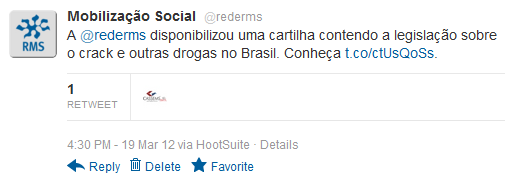 Mobilização Social @rederms
A @rederms disponibilizou uma cartilha contendo a legislação sobre
o crack e outras drogas no Brasil. Conheça t.co/ctUsQoSs.
RMS
1
RETWEET
4:30 PM - 19 Mar 12 via HootSuite · Details
Reply Delete Favorite